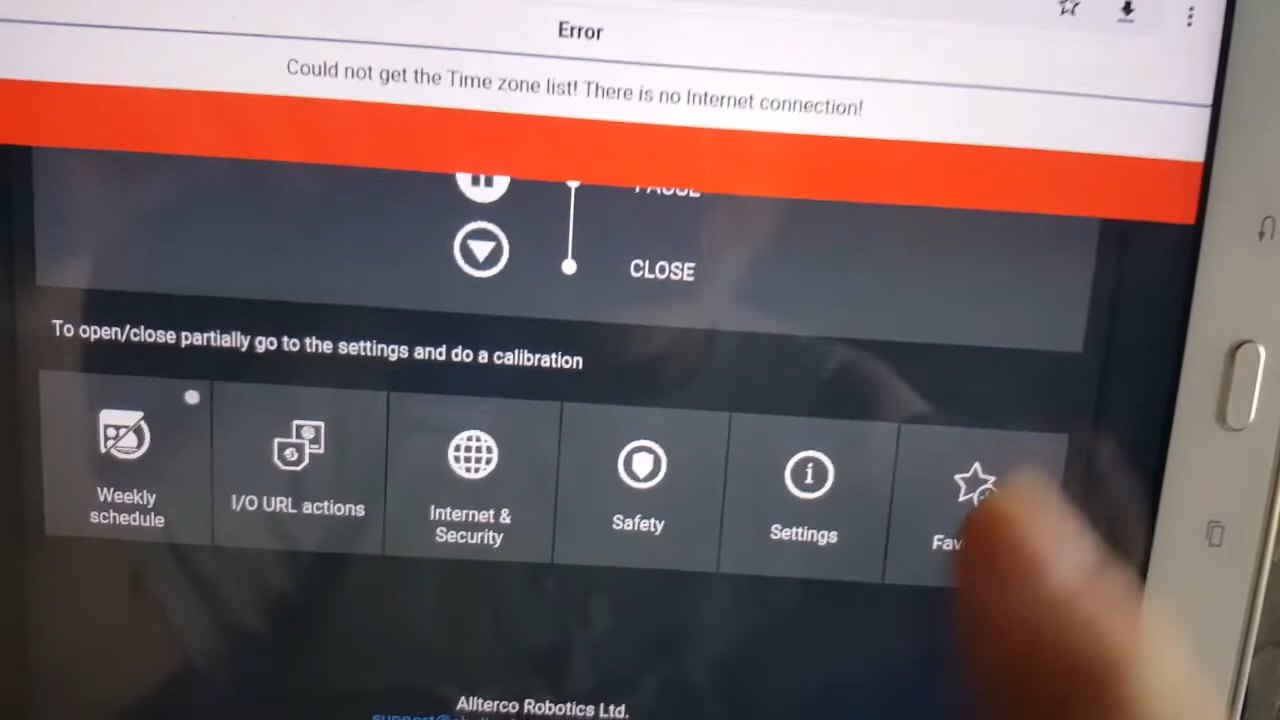 Error
Could not get the Time zone list! There is no Internet connection!
CLOSE
To open/close partially go to the settings and do a calibration
Weekly
schedule
I/O URL actions
Internet &
Security
Safety
Settings
Allterco Robotics Ltd.